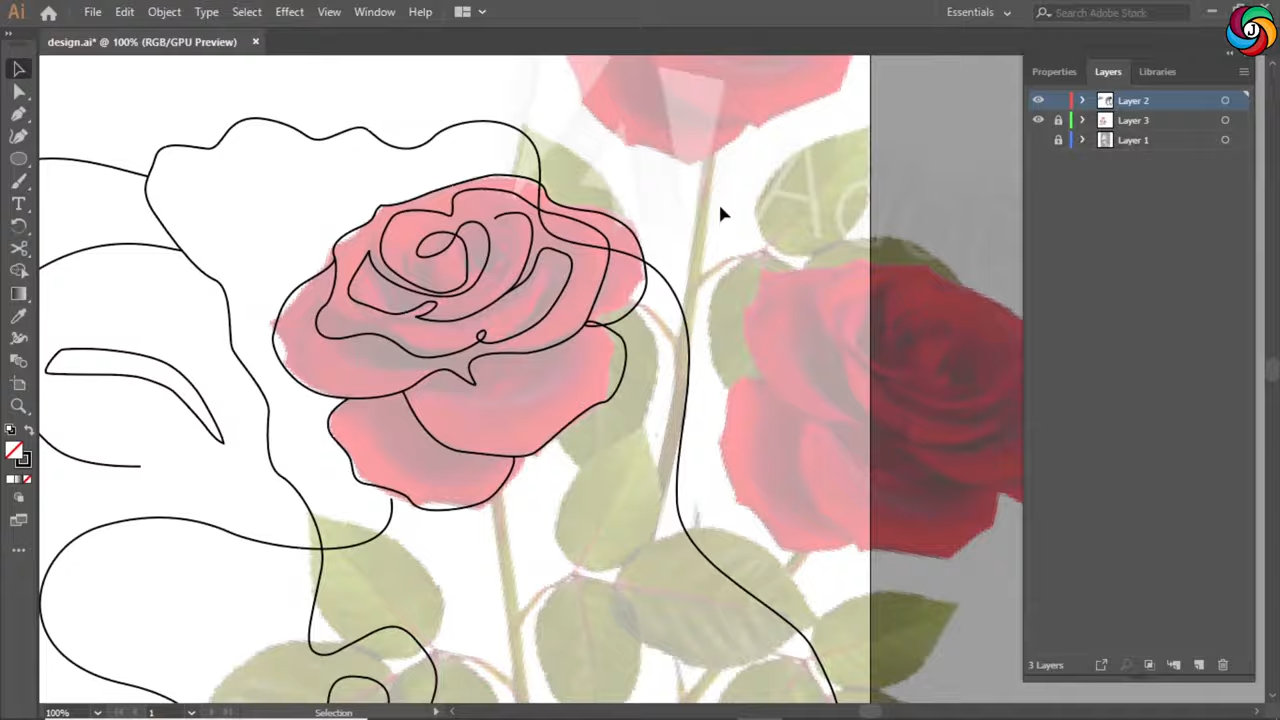 Ai File Edit Object Type Select Effect View Window Help Essentials Search Adobe Stock
J
design.ai* @ 100% (RGB/GPU Preview) ×
Properties Layers Libraries
Layer 2
Layer 3
Layer 1
3 Layers
100% 1 Selection